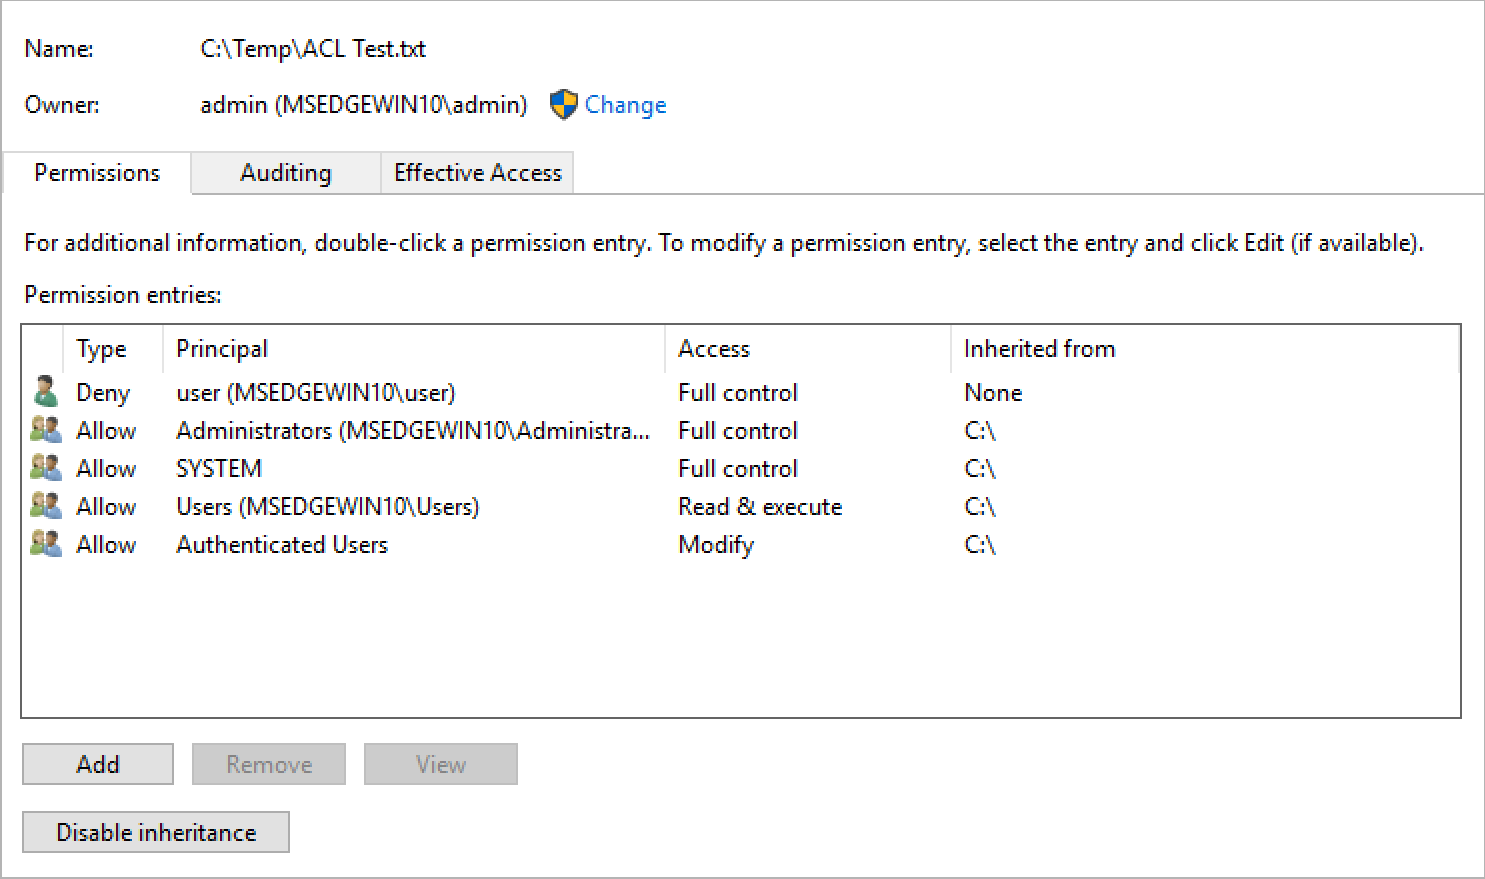 Name: C:\Temp\ACL Test.txt
Owner: admin (MSEDGEWIN10\admin) Change
Permissions Auditing Effective Access
For additional information, double-click a permission entry. To modify a permission entry, select the entry and click Edit (if available).
Permission entries:
Type Principal Access Inherited from
Deny user (MSEDGEWIN10\user) Full control None
Allow Administrators (MSEDGEWIN10\Administra... Full control C:\
Allow SYSTEM Full control C:\
Allow Users (MSEDGEWIN10\Users) Read & execute C:\
Allow Authenticated Users Modify C:\
Add Remove View
Disable inheritance